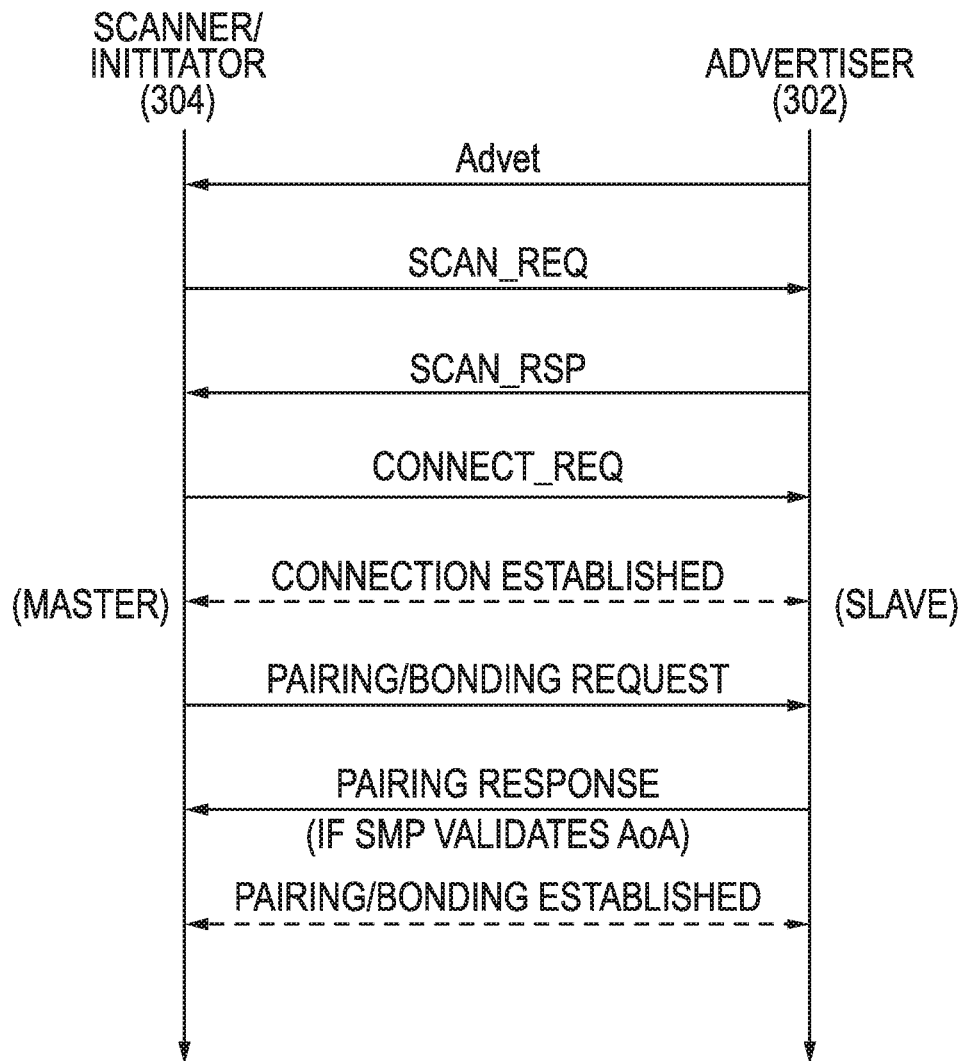 SCANNER/
INITITATOR
(304)
ADVERTISER
(302)
Advet
SCAN_REQ
SCAN_RSP
CONNECT_REQ
CONNECTION ESTABLISHED
(MASTER)
(SLAVE)
PAIRING/BONDING REQUEST
PAIRING RESPONSE
(IF SMP VALIDATES AoA)
PAIRING/BONDING ESTABLISHED